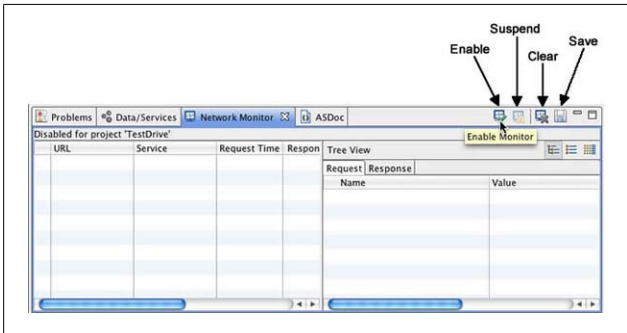 Suspend
Enable
Save
Clear
Problems Data/Services Network Monitor ASDoc
Disabled for project 'TestDrive'
Enable Monitor
URL Service Request Time Respon
Tree View
Request Response
Name Value